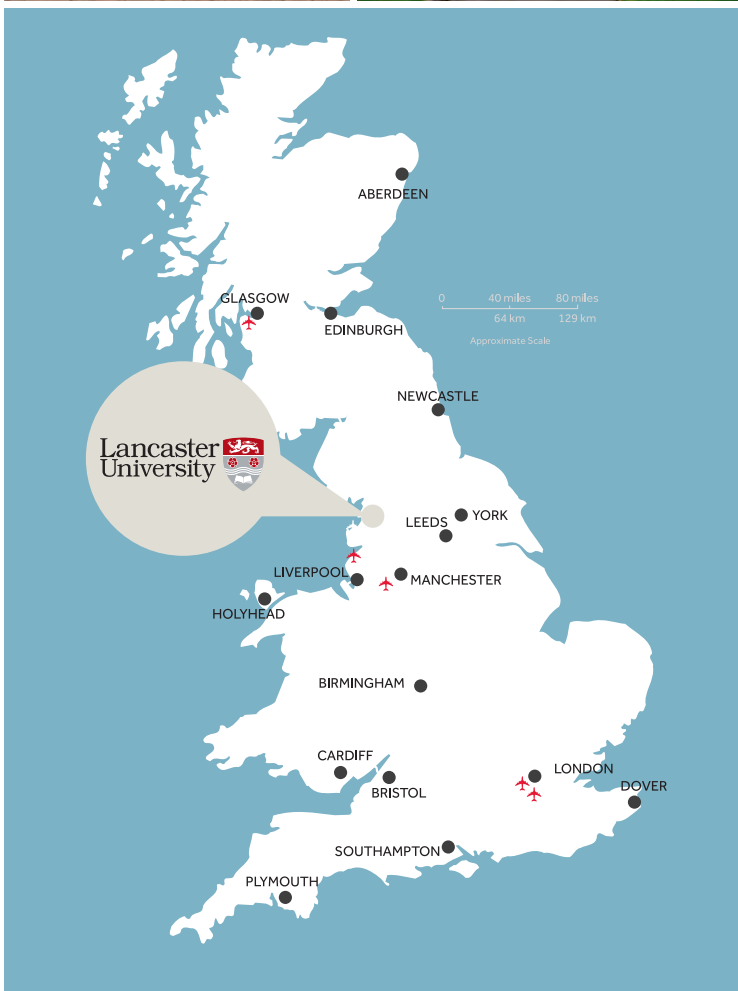 ABERDEEN
GLASGOW
0 40 miles 80 miles
64 km 129 km
EDINBURGH
Approximate Scale
NEWCASTLE
Lancaster
University
YORK
LEEDS
LIVERPOOL
MANCHESTER
HOLYHEAD
BIRMINGHAM
CARDIFF
LONDON
BRISTOL
DOVER
SOUTHAMPTON
PLYMOUTH